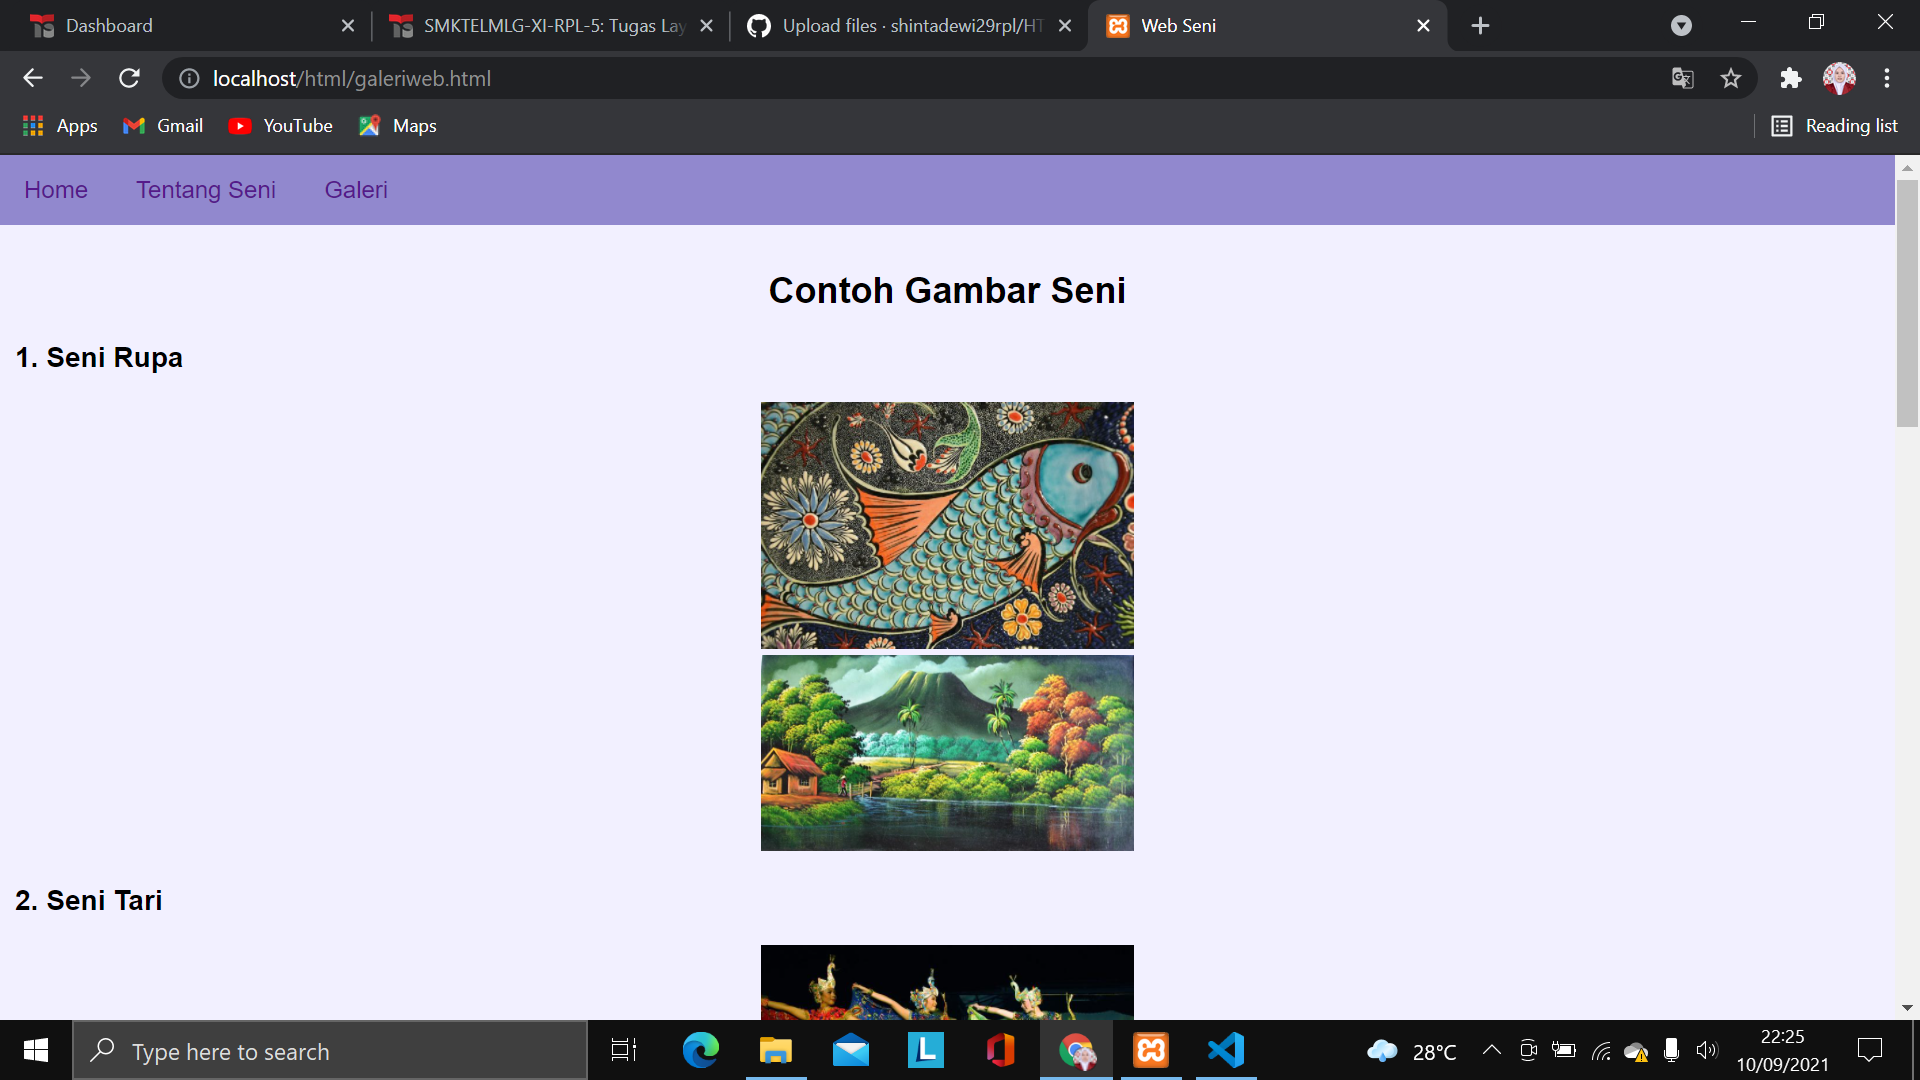 Dashboard
SMKTELMLG-XI-RPL-5: Tugas Lay
Upload files · shintadewi29rpl/HT
Web Seni
localhost/html/galeriweb.html
Apps
Gmail
YouTube
Maps
Reading list
Home
Tentang Seni
Galeri
Contoh Gambar Seni
1. Seni Rupa
2. Seni Tari
Type here to search
L
28°C
22:25
10/09/2021